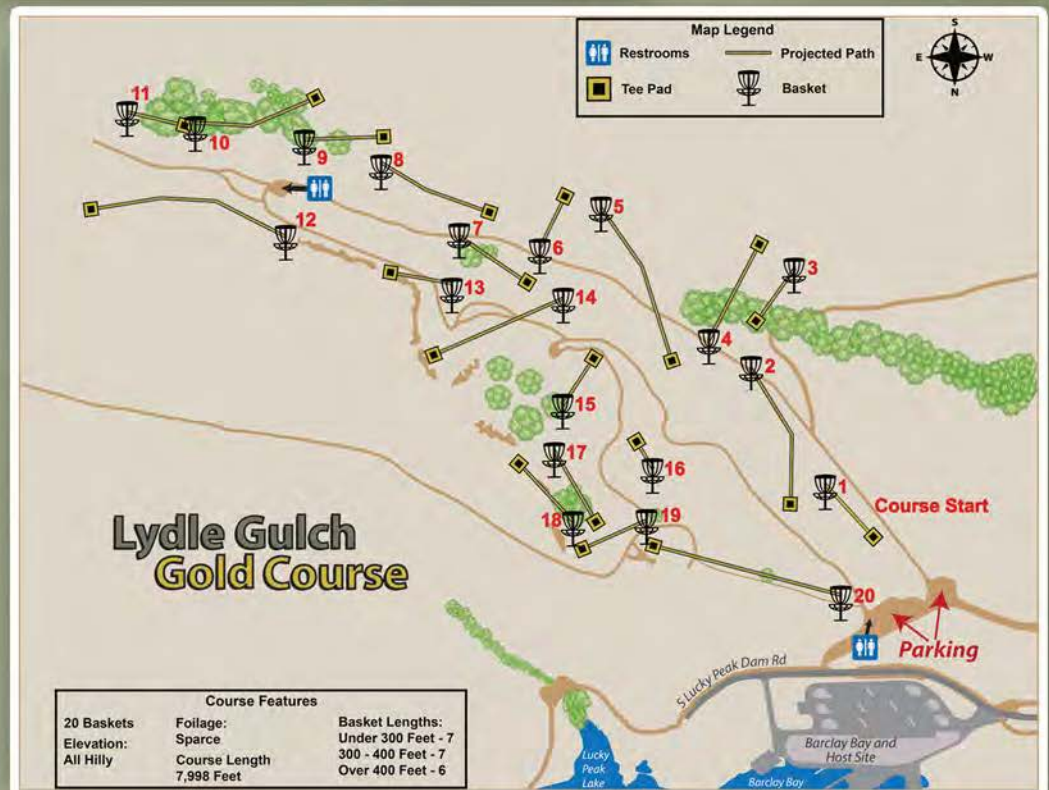 Map Legend
Restrooms
Projected Path
Tee Pad
Basket
S
E
W
N
11
10
9
8
5
12
7
6
3
13
14
4
2
15
17
16
1
Course Start
18
19
Lydle Gulch
Gold Course
20
Parking
S Lucky Peak Dam Rd
Course Features
20 Baskets
Elevation:
All Hilly
Foilage:
Sparce
Course Length
7,998 Feet
Basket Lengths:
Under 300 Feet - 7
300 - 400 Feet - 7
Over 400 Feet - 6
Lucky
Peak
Lake
Barclay Bay and
Host Site
Barclay Bay